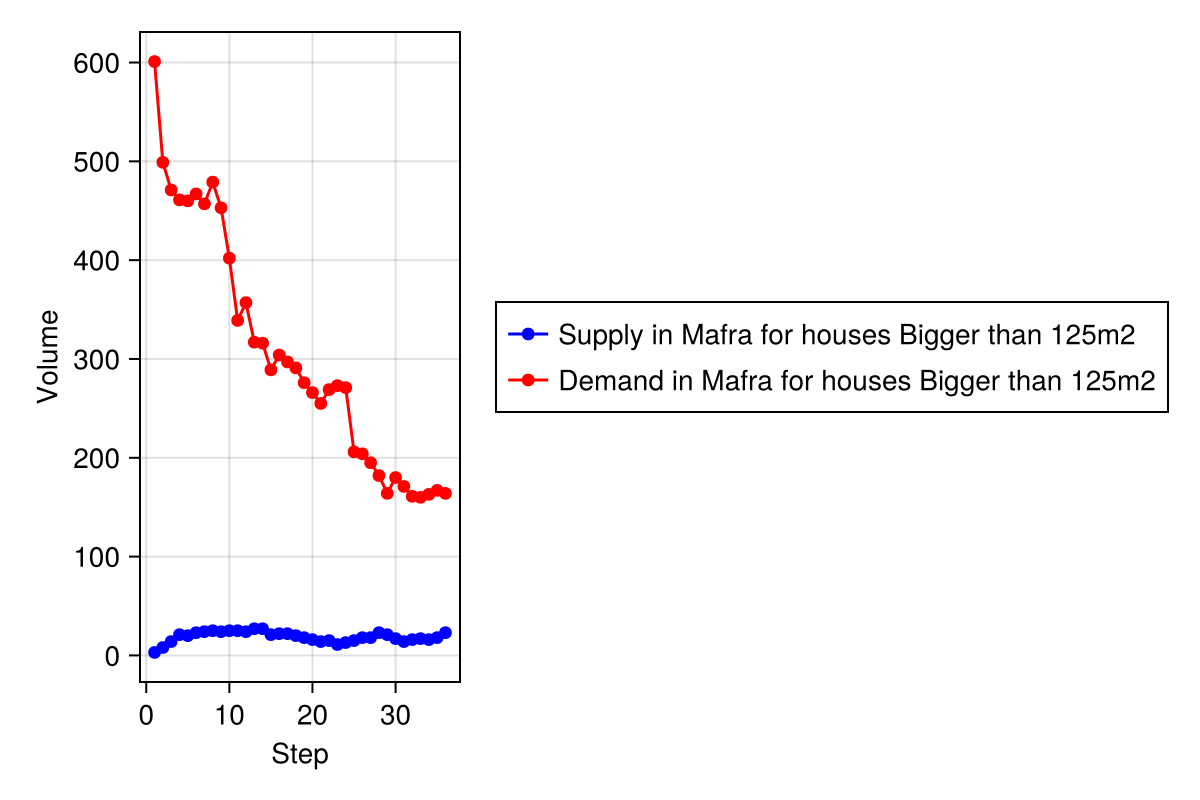 600
500
400
300
200
100
0
Volume
0 10 20 30
Step
Supply in Mafra for houses Bigger than 125m2
Demand in Mafra for houses Bigger than 125m2